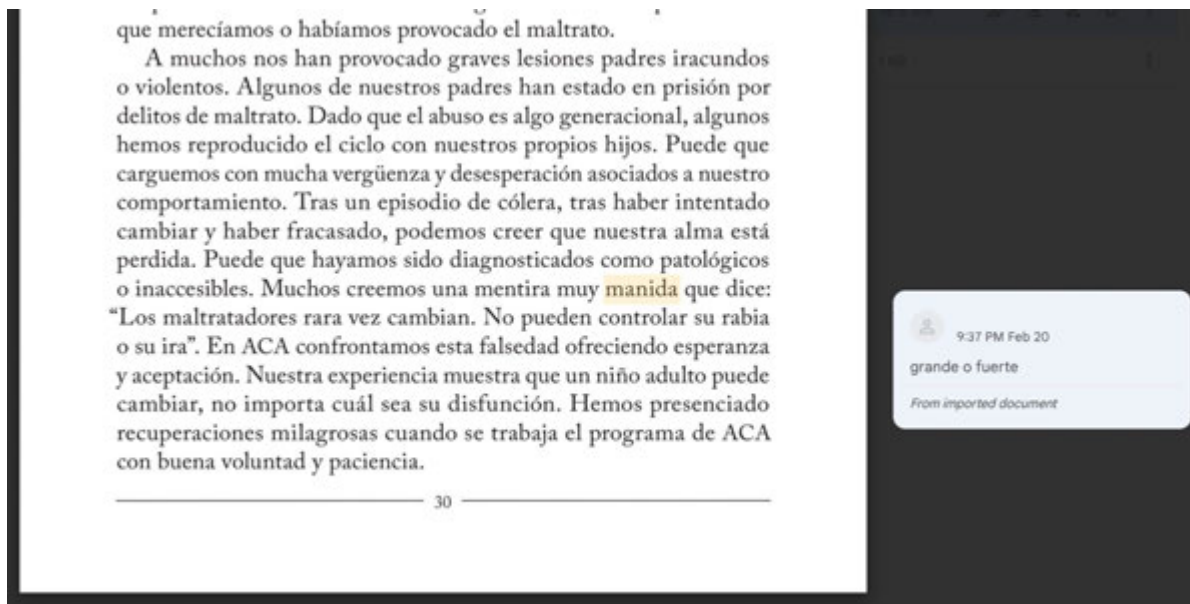 que merecíamos o habíamos provocado el maltrato.
A muchos nos han provocado graves lesiones padres iracundos
o violentos. Algunos de nuestros padres han estado en prisión por
delitos de maltrato. Dado que el abuso es algo generacional, algunos
hemos reproducido el ciclo con nuestros propios hijos. Puede que
carguemos con mucha vergüenza y desesperación asociados a nuestro
comportamiento. Tras un episodio de cólera, tras haber intentado
cambiar y haber fracasado, podemos creer que nuestra alma está
perdida. Puede que hayamos sido diagnosticados como patológicos
o inaccesibles. Muchos creemos una mentira muy manida que dice:
“Los maltratadores rara vez cambian. No pueden controlar su rabia
o su ira”. En ACA confrontamos esta falsedad ofreciendo esperanza
y aceptación. Nuestra experiencia muestra que un niño adulto puede
cambiar, no importa cuál sea su disfunción. Hemos presenciado
recuperaciones milagrosas cuando se trabaja el programa de ACA
con buena voluntad y paciencia.
30
9:37 PM Feb 20
grande o fuerte
From imported document